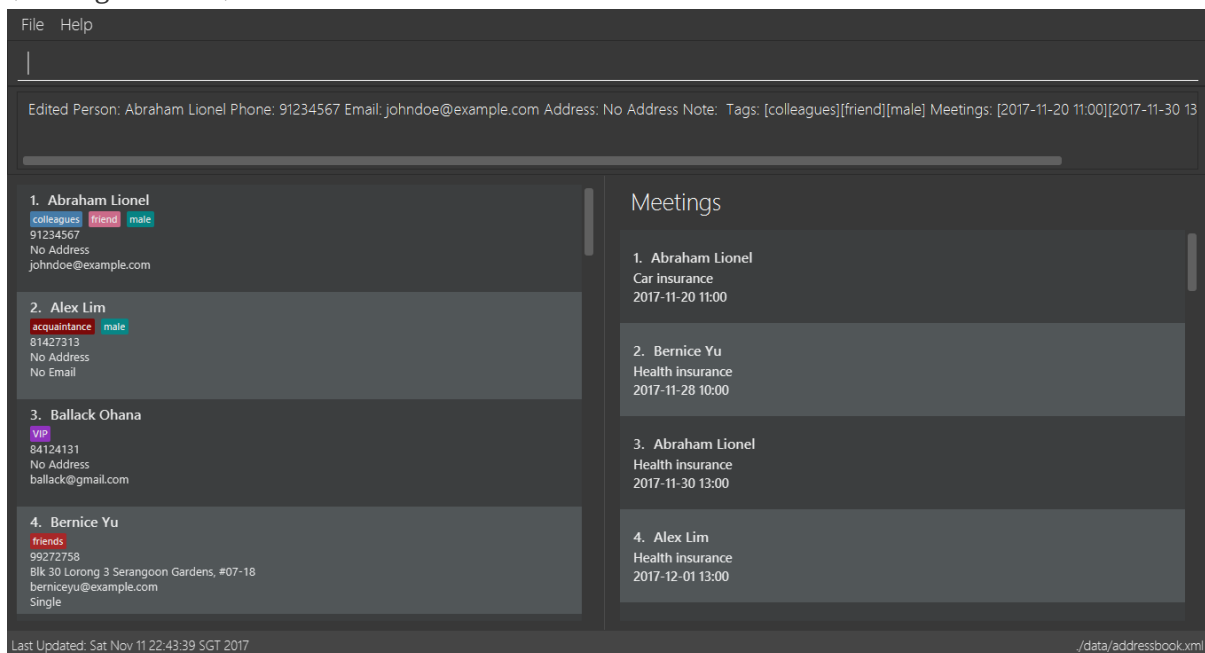 File Help
Edited Person: Abraham Lionel Phone: 91234567 Email: johndoe@example.com Address: No Address Note: Tags: [colleagues][friend][male] Meetings: [2017-11-20 11:00][2017-11-30 13
1. Abraham Lionel
colleagues friend male
91234567
No Address
johndoe@example.com
2. Alex Lim
acquaintance male
81427313
No Address
No Email
3. Ballack Ohana
VIP
84124131
No Address
ballack@gmail.com
4. Bernice Yu
friends
99272758
Blk 30 Lorong 3 Serangoon Gardens, #07-18
berniceyu@example.com
Single
Meetings
1. Abraham Lionel
Car insurance
2017-11-20 11:00
2. Bernice Yu
Health insurance
2017-11-28 10:00
3. Abraham Lionel
Health insurance
2017-11-30 13:00
4. Alex Lim
Health insurance
2017-12-01 13:00
Last Updated: Sat Nov 11 22:43:39 SGT 2017
./data/addressbook.xml